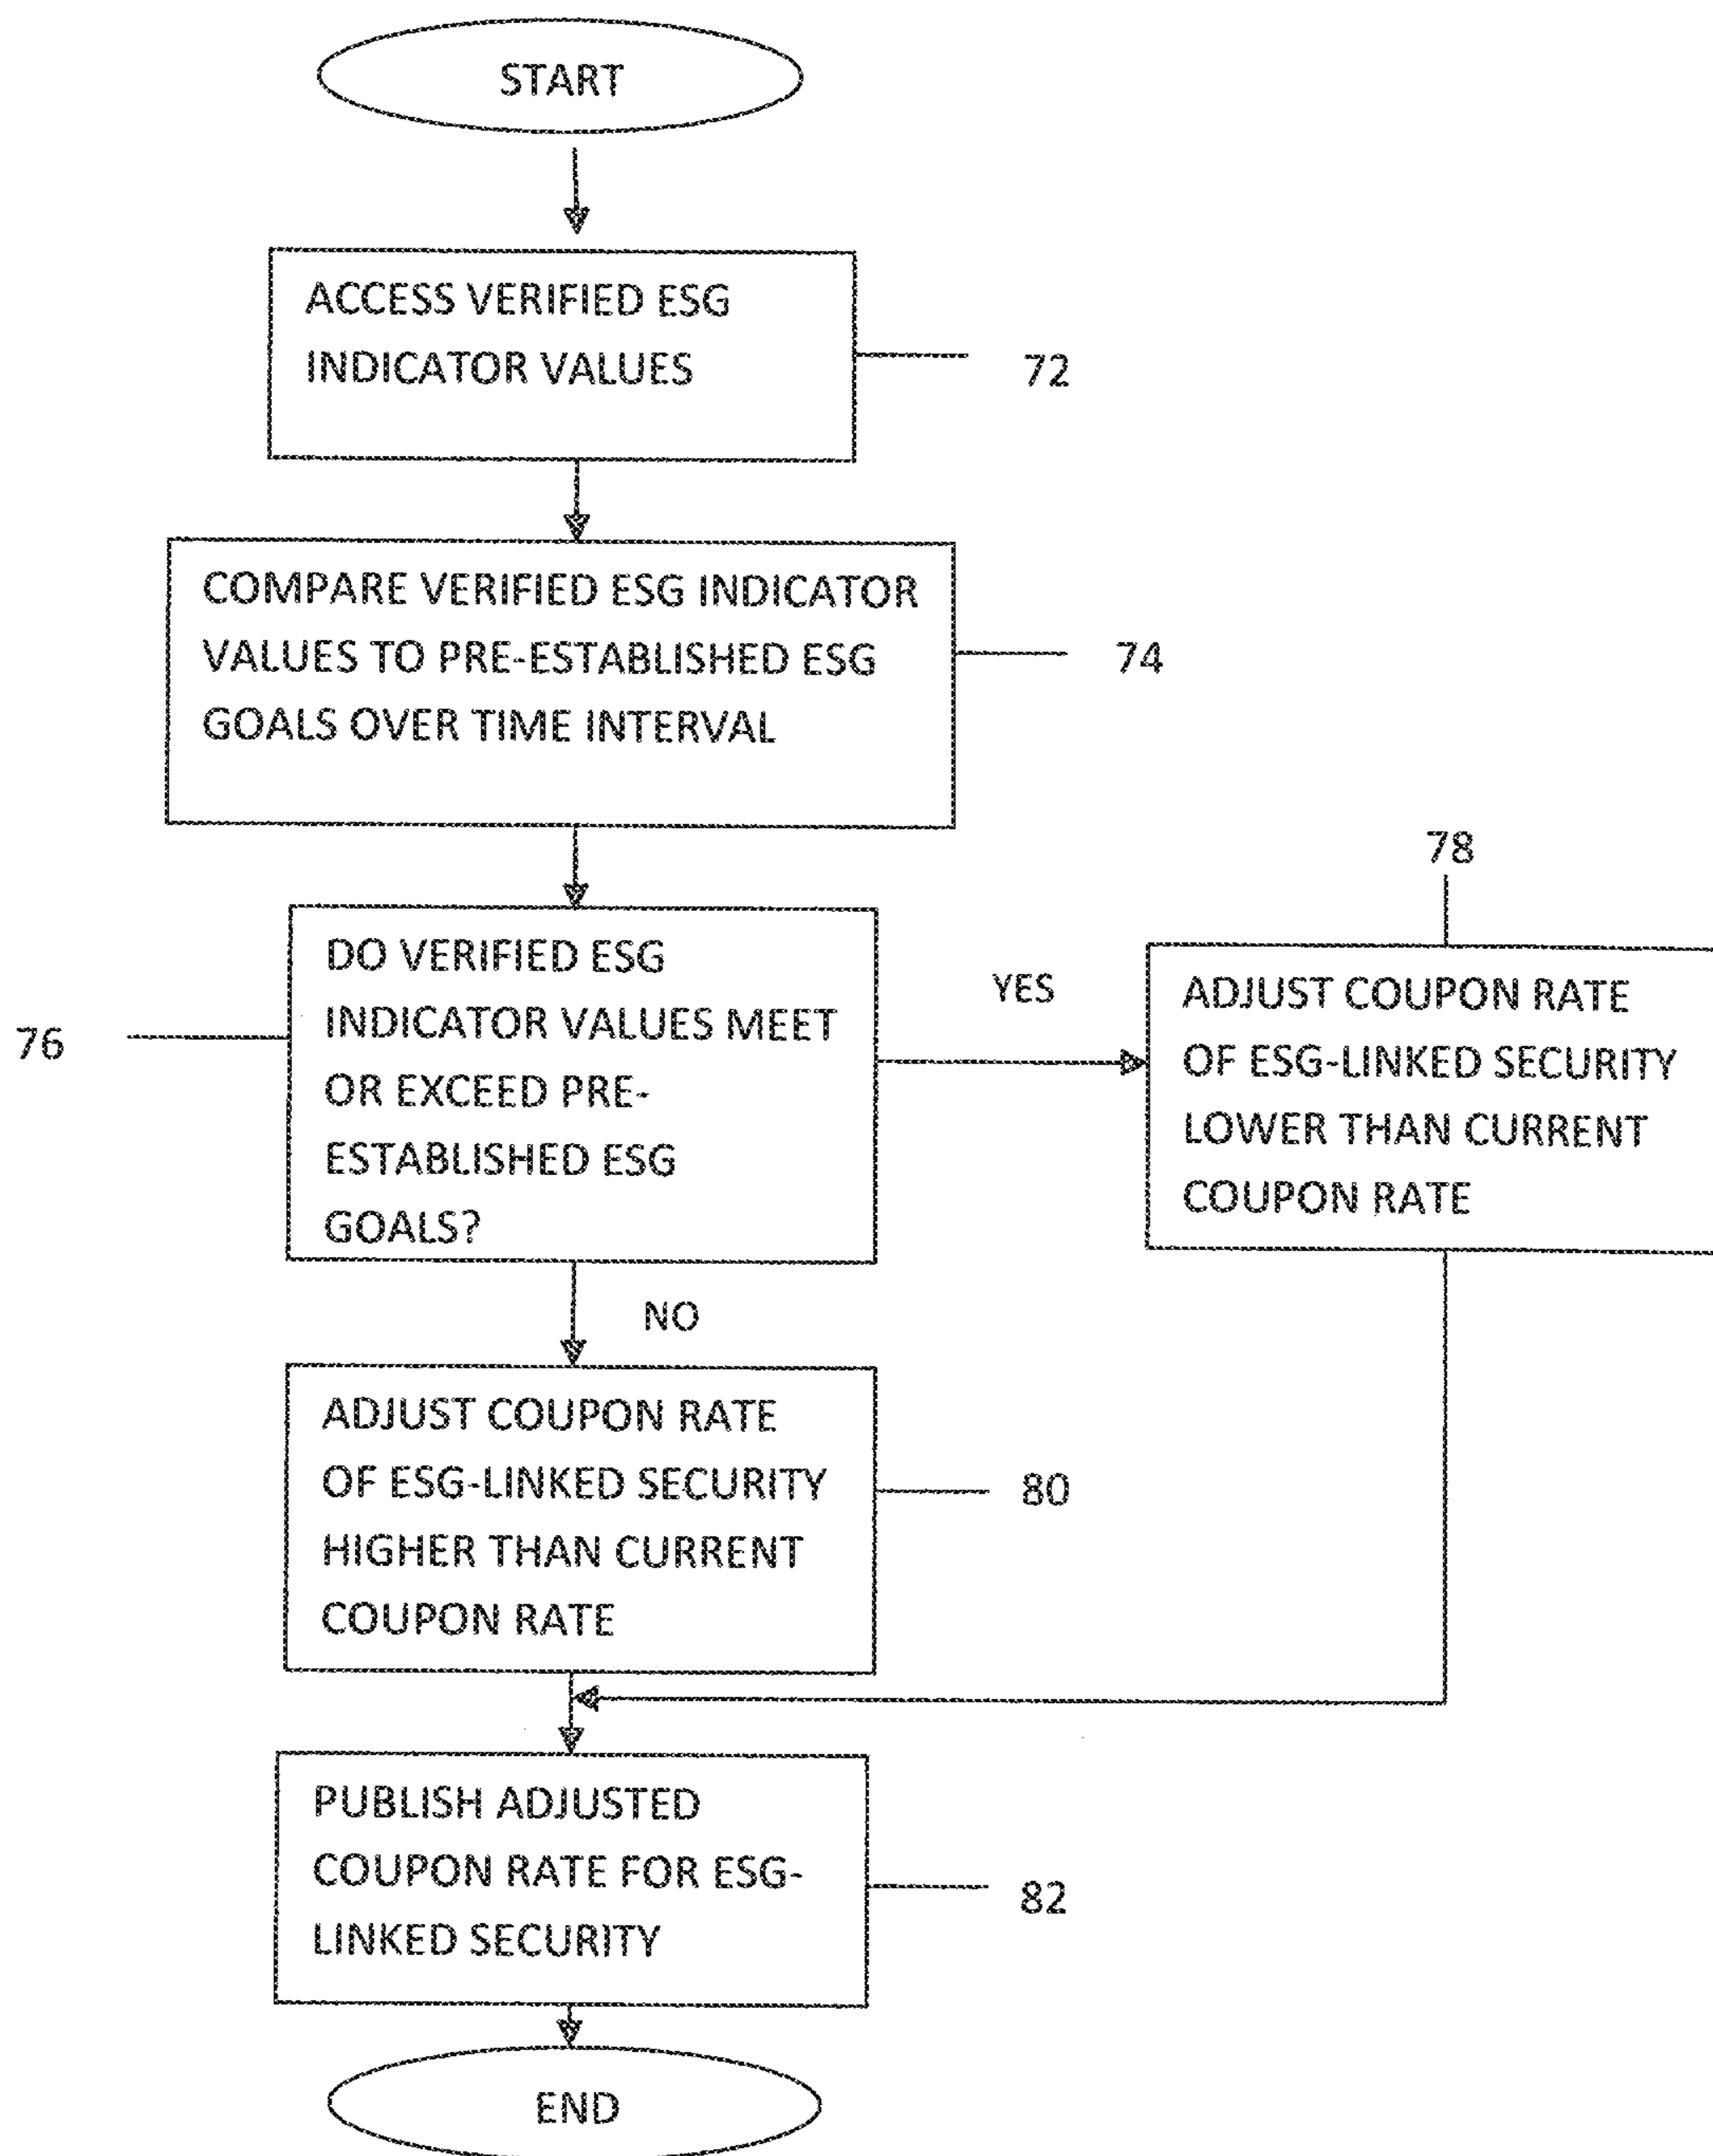 START
ACCESS VERIFIED ESG
INDICATOR VALUES
72
COMPARE VERIFIED ESG INDICATOR
VALUES TO PRE-ESTABLISHED ESG
GOALS OVER TIME INTERVAL
74
76
DO VERIFIED ESG
INDICATOR VALUES MEET
OR EXCEED PRE-
ESTABLISHED ESG
GOALS?
YES
78
ADJUST COUPON RATE
OF ESG-LINKED SECURITY
LOWER THAN CURRENT
COUPON RATE
NO
ADJUST COUPON RATE
OF ESG-LINKED SECURITY
HIGHER THAN CURRENT
COUPON RATE
80
PUBLISH ADJUSTED
COUPON RATE FOR ESG-
LINKED SECURITY
82
END